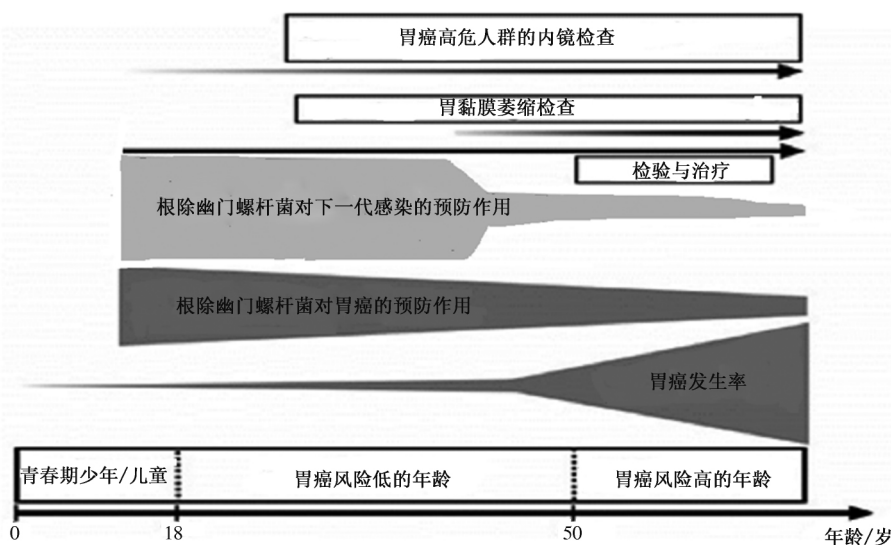 胃癌高危人群的内镜检查
胃黏膜萎缩检查
检验与治疗
根除幽门螺杆菌对下一代感染的预防作用
根除幽门螺杆菌对胃癌的预防作用
胃癌发生率
青春期少年/儿童
胃癌风险低的年龄
胃癌风险高的年龄
0
18
50
年龄/岁